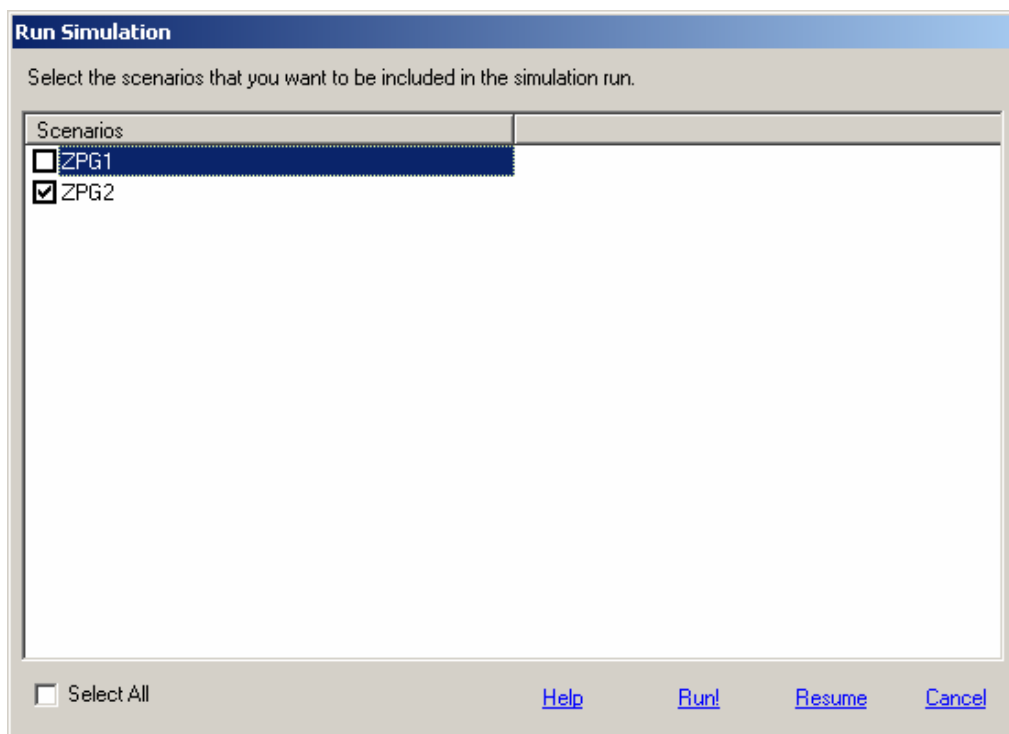 Run Simulation
Select the scenarios that you want to be included in the simulation run.
Scenarios
ZPG1
ZPG2
Select All Help Run! Resume Cancel